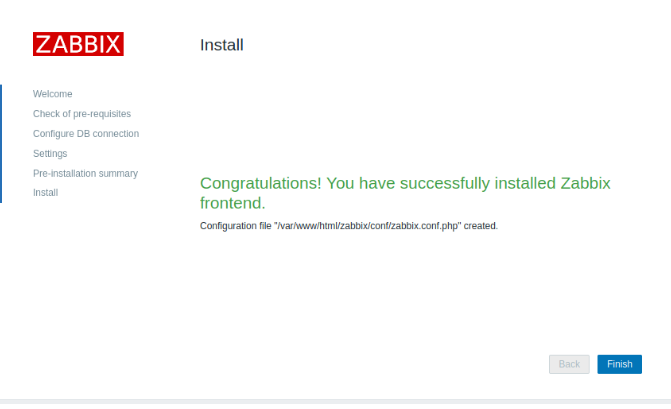 ZABBIX
Install
Welcome
Check of pre-requisites
Configure DB connection
Settings
Pre-installation summary
Install
Congratulations! You have successfully installed Zabbix
frontend.
Configuration file "/var/www/html/zabbix/conf/zabbix.conf.php" created.
Back
Finish